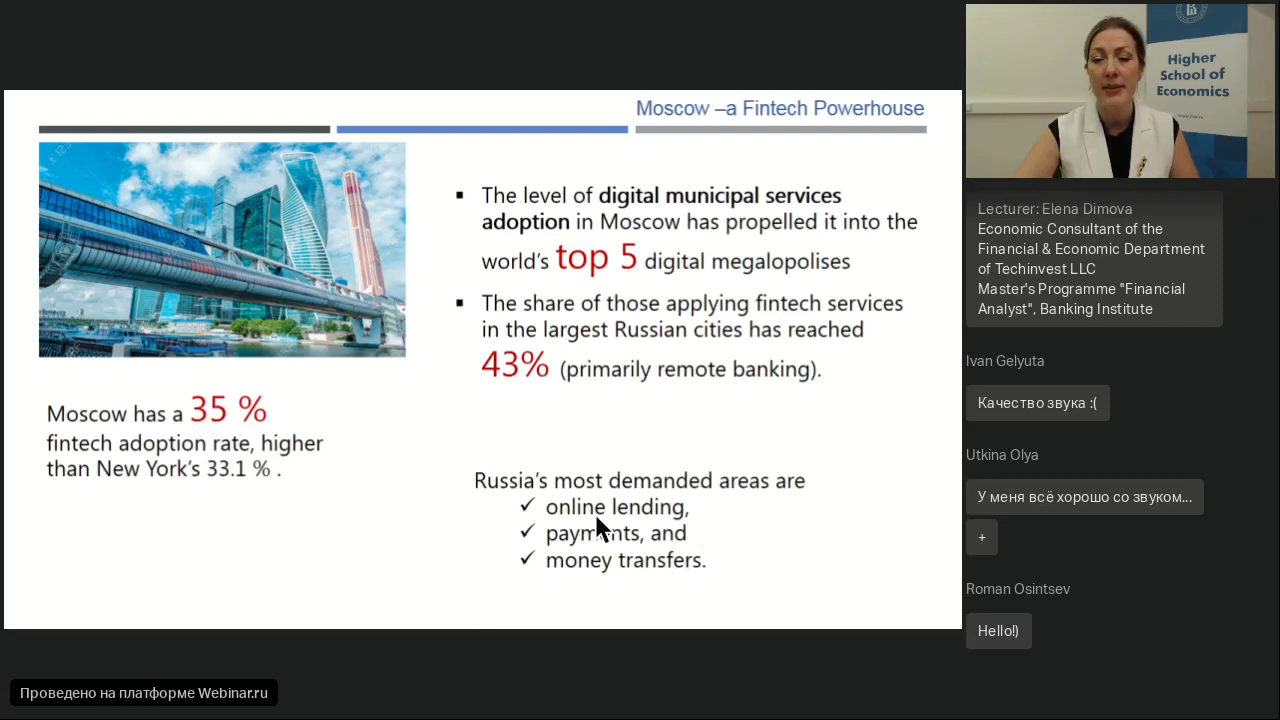 Moscow –a Fintech Powerhouse
▪ The level of digital municipal services
adoption in Moscow has propelled it into the
world's top 5 digital megalopolises
▪ The share of those applying fintech services
in the largest Russian cities has reached
43% (primarily remote banking).
Moscow has a 35 %
fintech adoption rate, higher
than New York's 33.1 % .
Russia's most demanded areas are
✓ online lending,
✓ payments, and
✓ money transfers.
Higher
School of
Economics
Lecturer: Elena Dimova
Economic Consultant of the
Financial & Economic Department
of Techinvest LLC
Master's Programme "Financial
Analyst", Banking Institute
Ivan Gelyuta
Качество звука :(
Utkina Olya
У меня всё хорошо со звуком...
+
Roman Osintsev
Hello!)
Проведено на платформе Webinar.ru